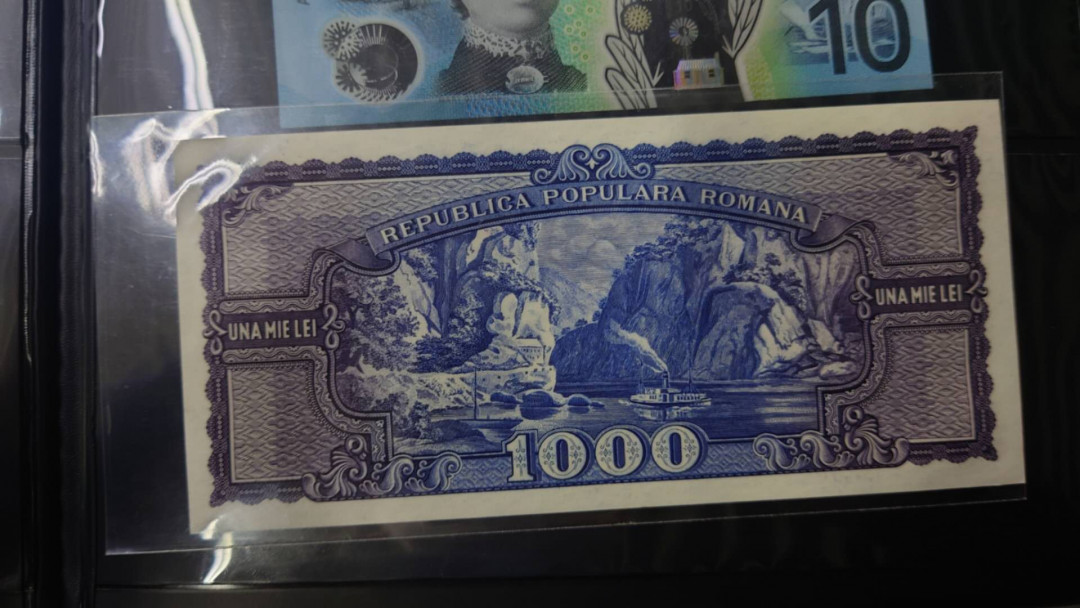 10
REPUBLICA POPULARA ROMANA
UNA MIE LEI
UNA MIE LEI
1000